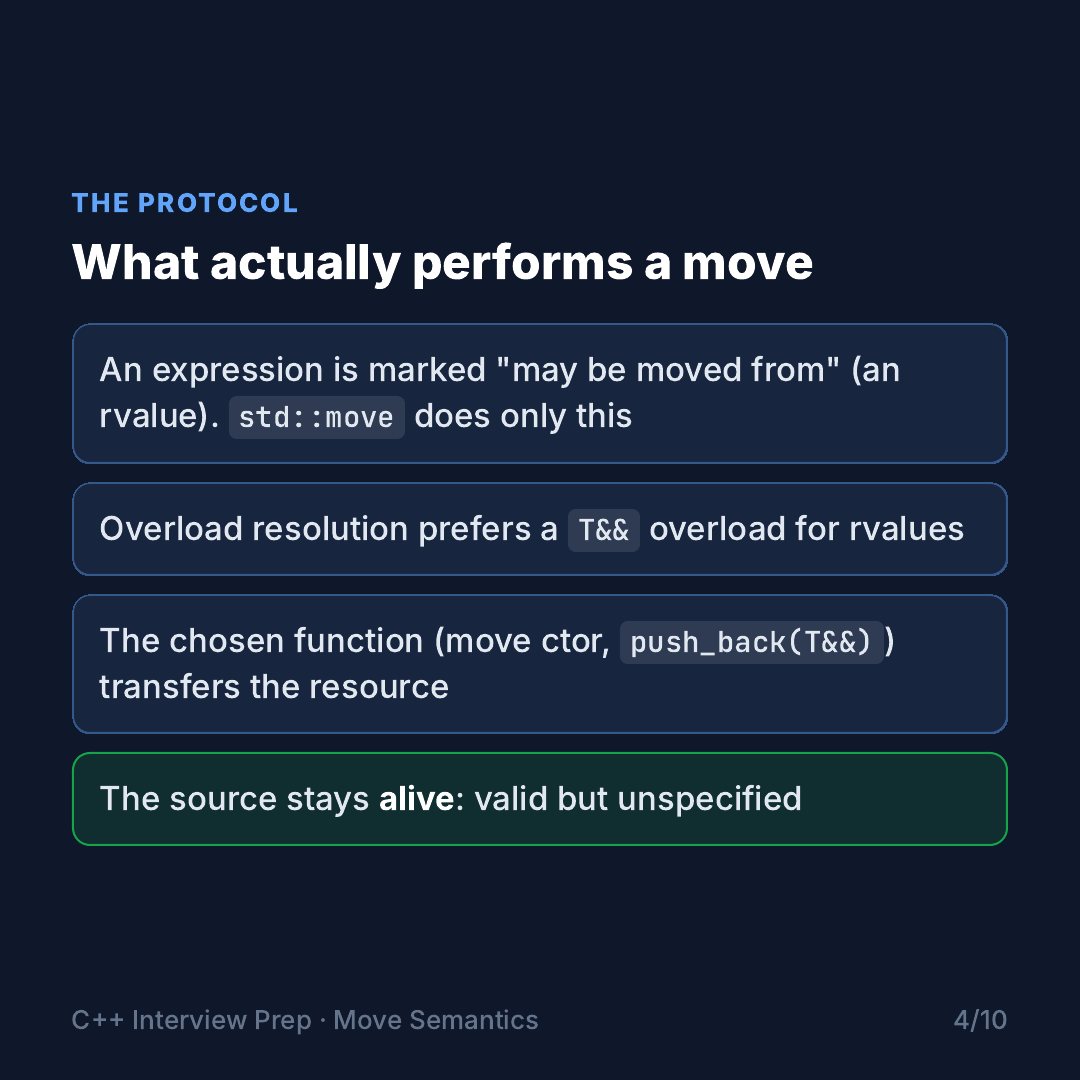 THE PROTOCOL
What actually performs a move
An expression is marked "may be moved from" (an
rvalue). std::move does only this
Overload resolution prefers a T&& overload for rvalues
The chosen function (move ctor, push_back(T&&))
transfers the resource
The source stays alive: valid but unspecified
C++ Interview Prep · Move Semantics
4/10